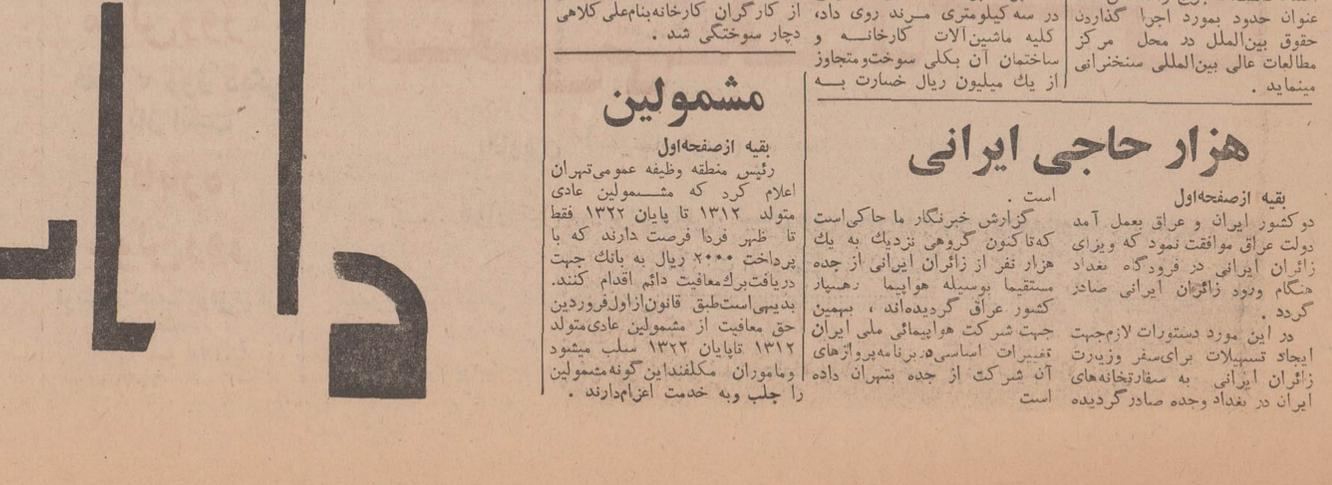 عنوان حدود بمورد اجرا گذاردن
حقوق بین‌الملل در محل مرکز
مطالعات عالی بین‌المللی سنخنرانی
مینماید .
در سه کیلومتری مرند روی داد،
کلیه ماشین‌آلات کارخانه و
ساختمان آن بکلی سوخت ومتجاوز
از یك میلیون ریال خسارت به
از کارگران کارخانه بنام علی کلاهی
دچار سوختگی شد .
هزار حاجی ایرانی
بقیه ازصفحه‌اول
دوکشور ایران و عراق بعمل آمد
دولت عراق موافقت نمود که ویزای
زائران ایرانی در فرودگاه بغداد
هنگام ورود زائران ایرانی صادر
گردد .
در این مورد دستورات لازم‌جهت
ایجاد تسهیلات برای‌سفر وزیارت
زائران ایرانی به سفارتخانه‌های
ایران در بغداد وجده صادرگردیده
است .
گزارش خبرنگار ما حاکی‌است
که‌تاکنون گروهی نزدیك به یك
هزار نفر از زائران ایرانی از جده
مستقیما بوسیله هواپیما رهسپار
کشور عراق گردیده‌اند ، بهمین
جهت شرکت هواپیمائی ملی ایران
تغییرات اساسی در برنامه‌پروازهای
آن شرکت از جده بتهران داده
است
مشمولین
بقیه ازصفحه‌اول
رئیس منطقه وظیفه عمومی‌تهران
اعلام کرد که مشمولین عادی
متولد ۱۳۱۲ تا پایان ۱۳۲۲ فقط
تا ظهر فردا فرصت دارند که با
پرداخت ۲۰۰۰ ریال به بانك جهت
دریافت‌برك‌معافیت دائم اقدام کنند.
بدیهی‌است‌طبق قانون‌ازاول‌فروردین
حق معافیت از مشمولین عادی‌متولد
۱۳۱۲ تاپایان ۱۳۲۲ سلب میشود
وماموران مکلفنداین گونه‌مشمولین
را جلب وبه خدمت اعزام‌دارند .